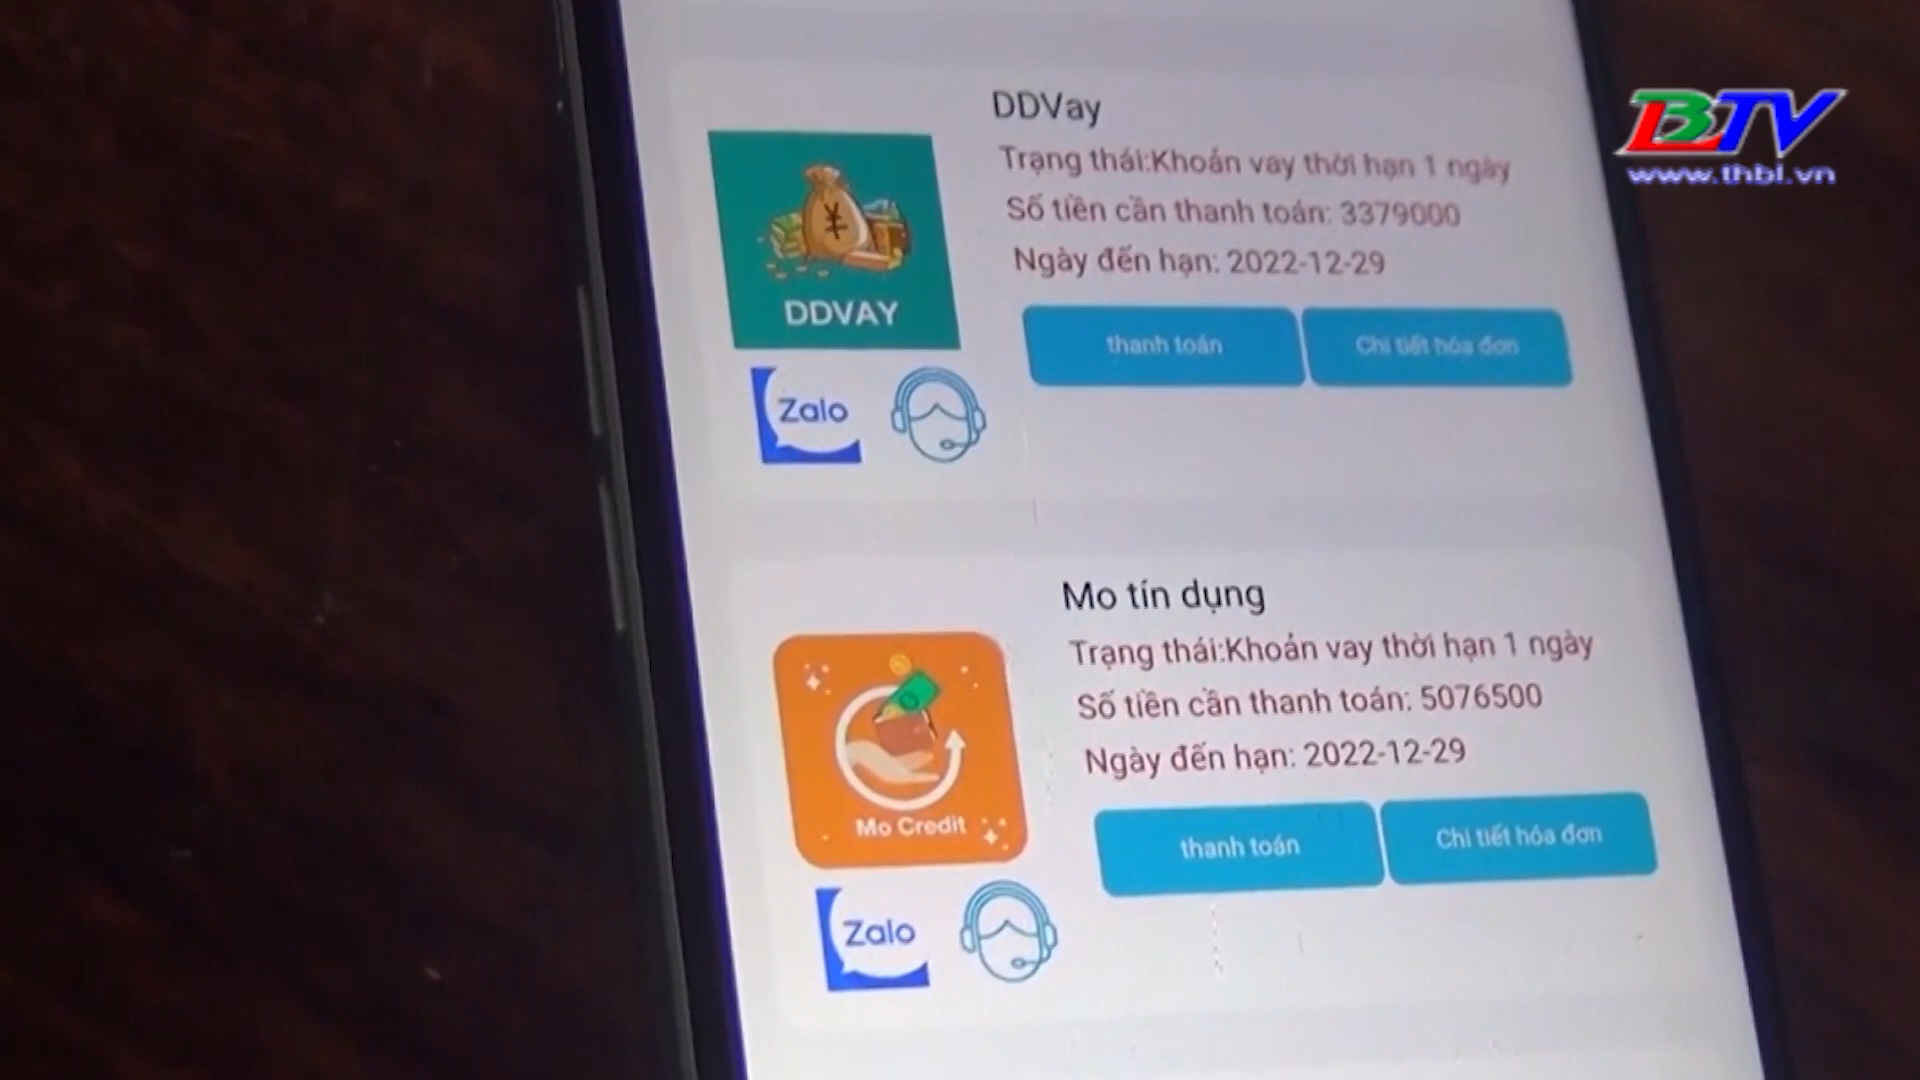 BTV
www.thbl.vn
DDVay
Trạng thái:Khoản vay thời hạn 1 ngày
Số tiền cần thanh toán: 3379000
Ngày đến hạn: 2022-12-29
thanh toán
Chi tiết hóa đơn
¥
DDVAY
Zalo
Mo tín dụng
Trạng thái:Khoản vay thời hạn 1 ngày
Số tiền cần thanh toán: 5076500
Ngày đến hạn: 2022-12-29
thanh toán
Chi tiết hóa đơn
Mo Credit
Zalo